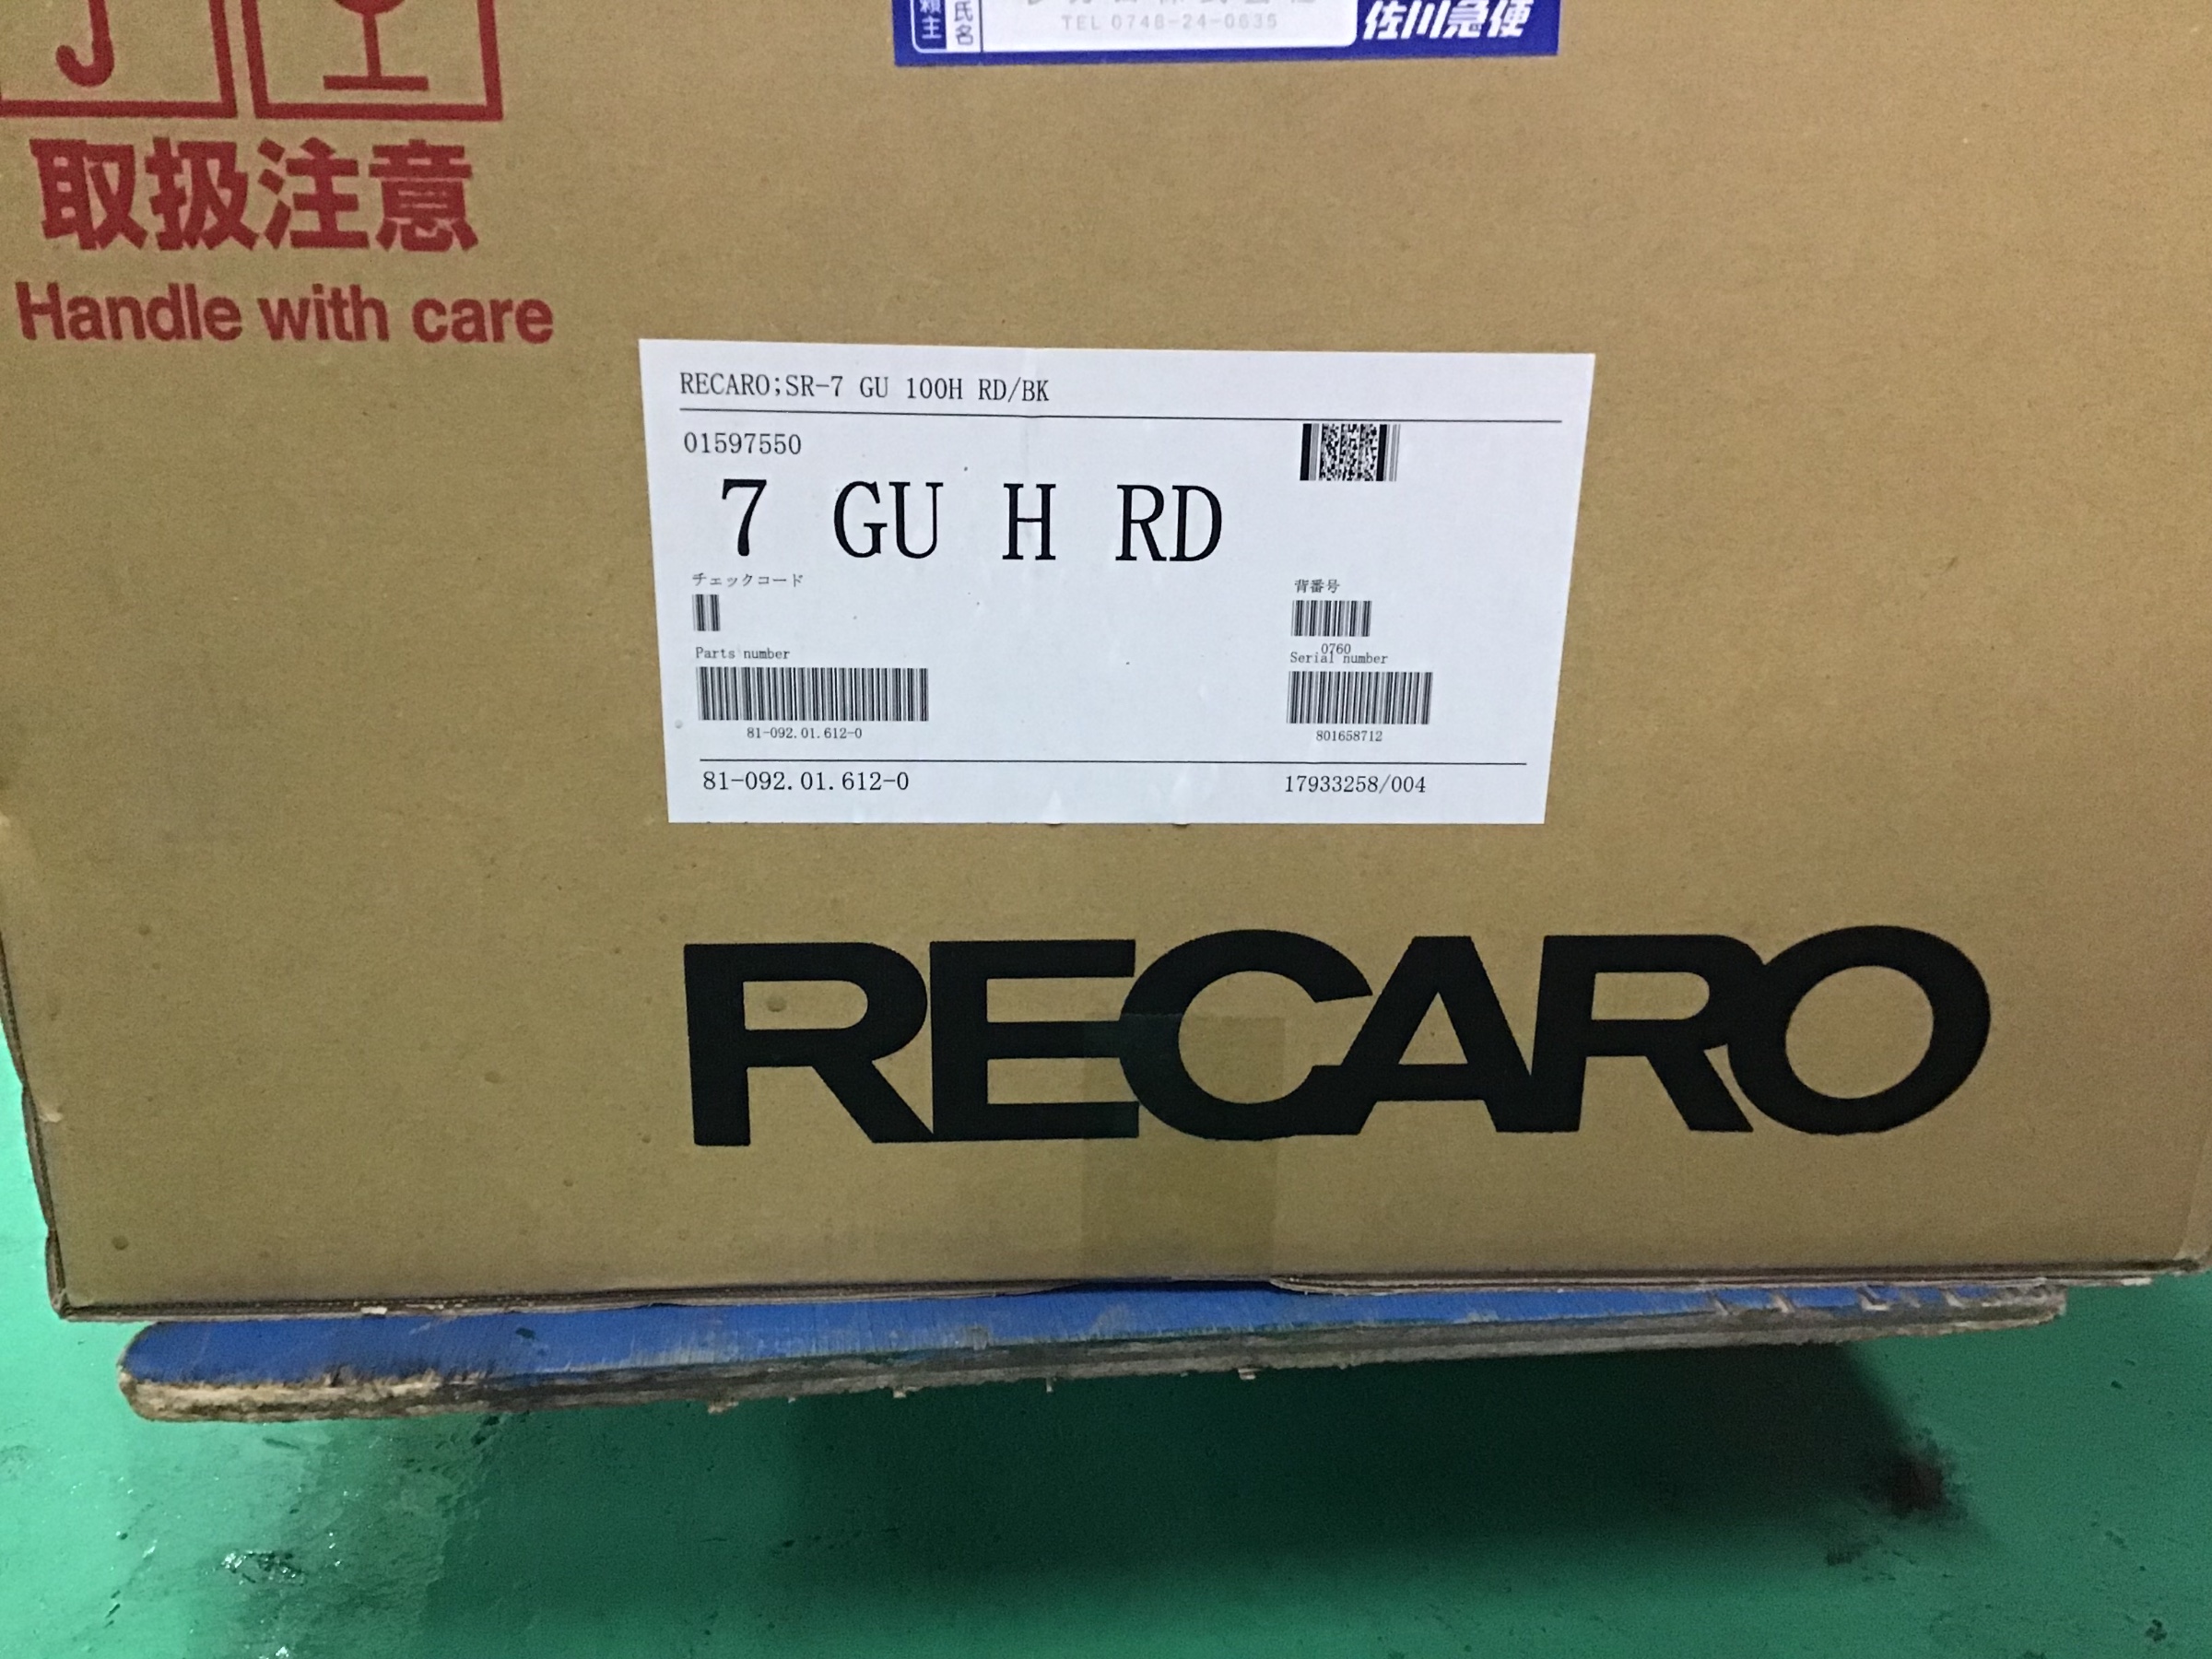 氏名
TEL 0748-24-0635
佐川急便
取扱注意
Handle with care
RECARO;SR-7 GU 100H RD/BK
01597550
7 GU H RD
チェックコード
背番号
0760
Parts number
Serial number
81-092.01.612-0
801658712
81-092.01.612-0
17933258/004
RECARO